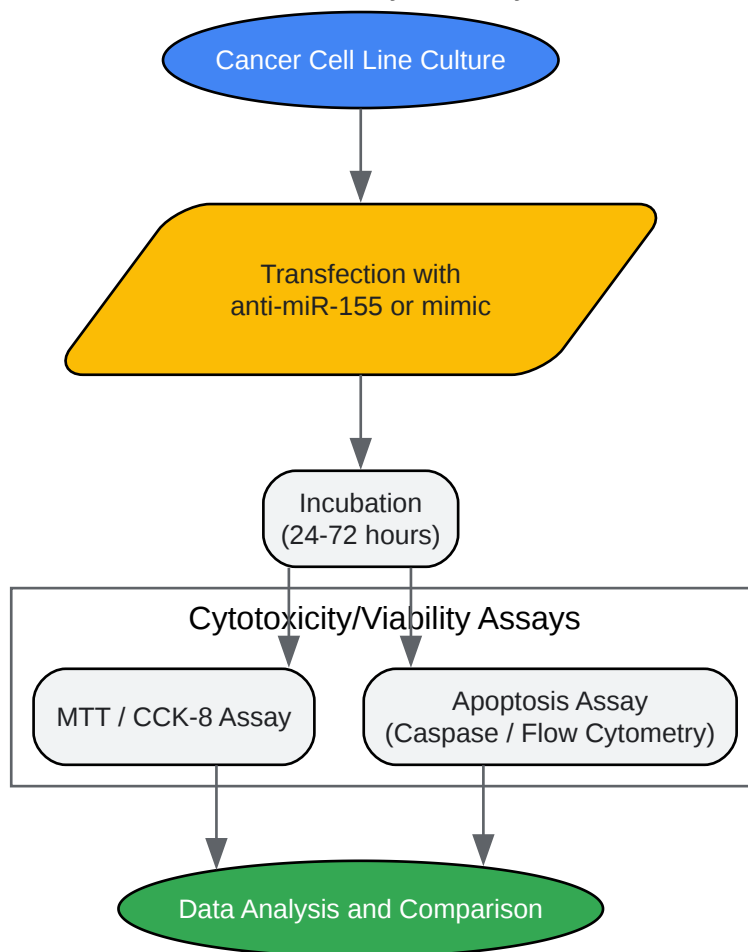 Cancer Cell Line Culture
Transfection with
anti-miR-155 or mimic
Incubation
(24-72 hours)
Cytotoxicity/Viability Assays
MTT / CCK-8 Assay
Apoptosis Assay
(Caspase / Flow Cytometry)
Data Analysis and Comparison